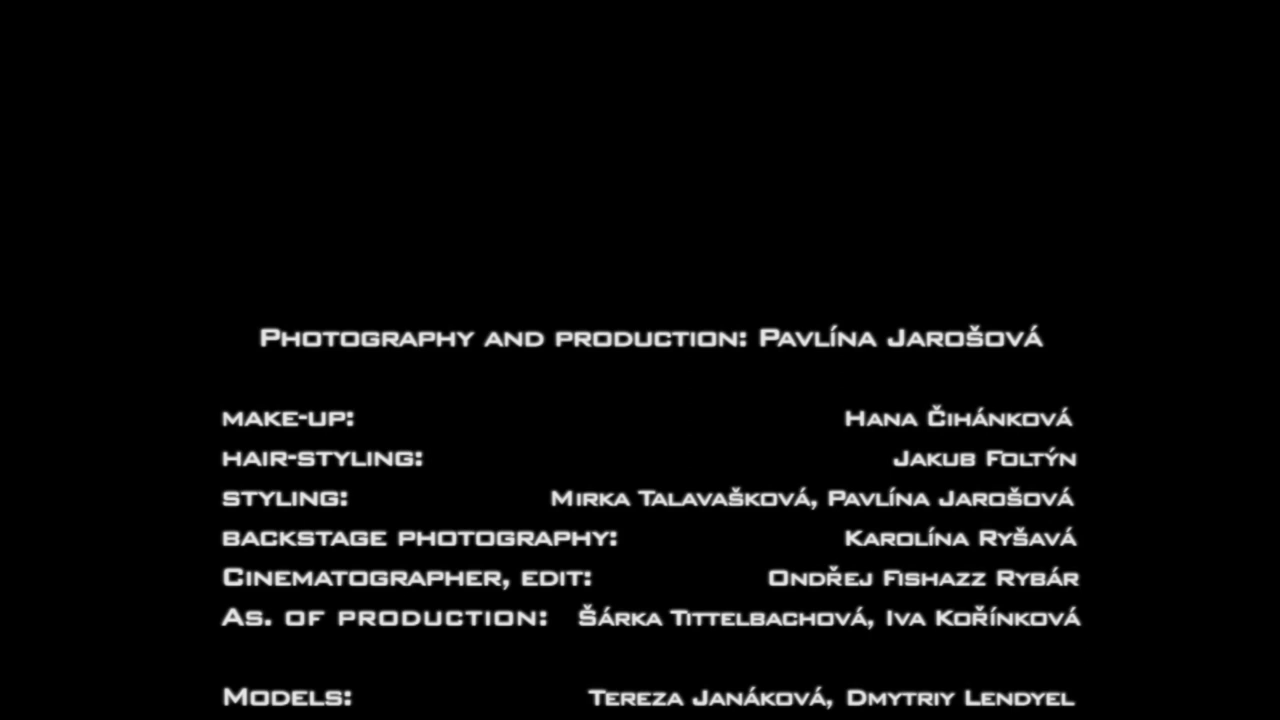 Photography and production: Pavlína Jarošová
make-up: Hana Čihánková
hair-styling: Jakub Foltýn
styling: Mirka Talavašková, Pavlína Jarošová
backstage photography: Karolína Ryšavá
Cinematographer, edit: Ondřej Fishazz Rybár
As. of production: Šárka Tittelbachová, Iva Kořínková
Models: Tereza Janáková, Dmytriy Lendyel